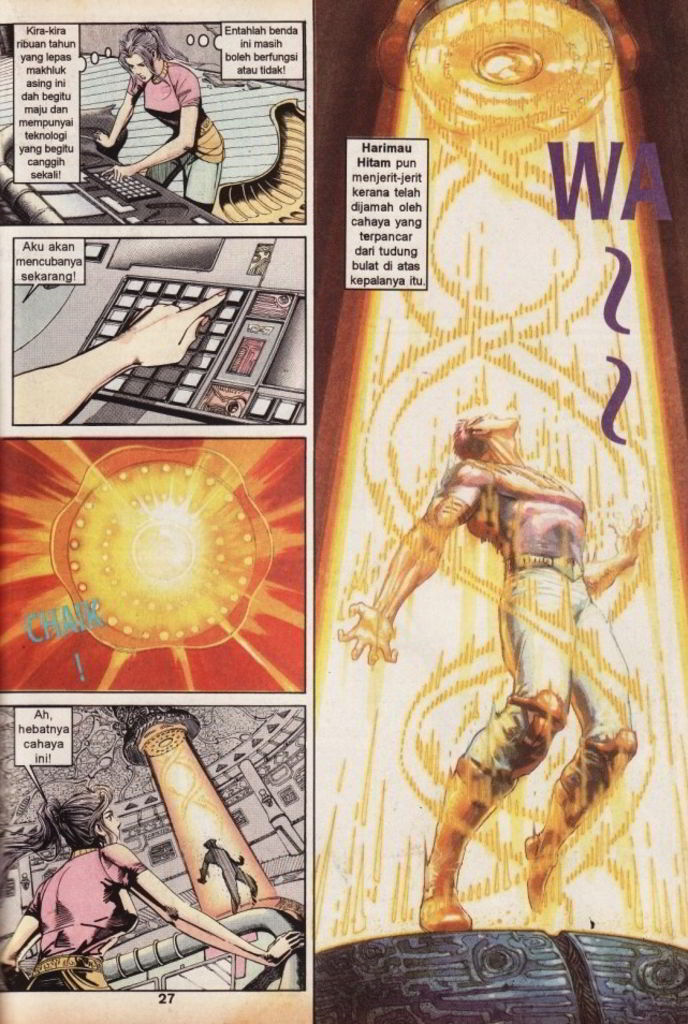 Kira-kira
ribuan tahun
yang lepas
makhluk
asing ini
dah begitu
maju dan
mempunyai
teknologi
yang begitu
canggih
sekali!
Entahlah benda
ini masih
boleh berfungsi
atau tidak!
Aku akan
mencubanya
sekarang!
CHAIK
!
Ah,
hebatnya
cahaya
ini!
27
Harimau
Hitam pun
menjerit-jerit
kerana telah
dijamah oleh
cahaya yang
terpancar
dari tudung
bulat di atas
kepalanya itu.
WA
~
~